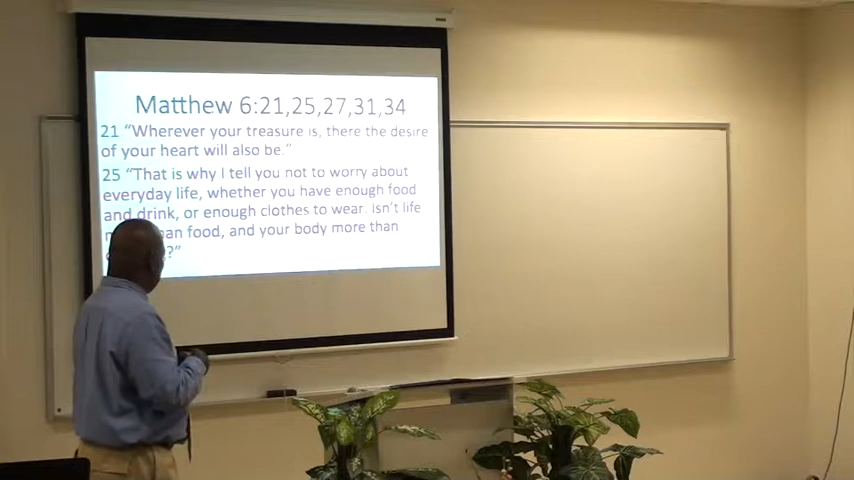 Matthew 6:21,25,27,31,34
21 “Wherever your treasure is, there the desire
of your heart will also be.”
25 “That is why I tell you not to worry about
everyday life, whether you have enough food
and drink, or enough clothes to wear. Isn’t life
food, and your body more than
?”